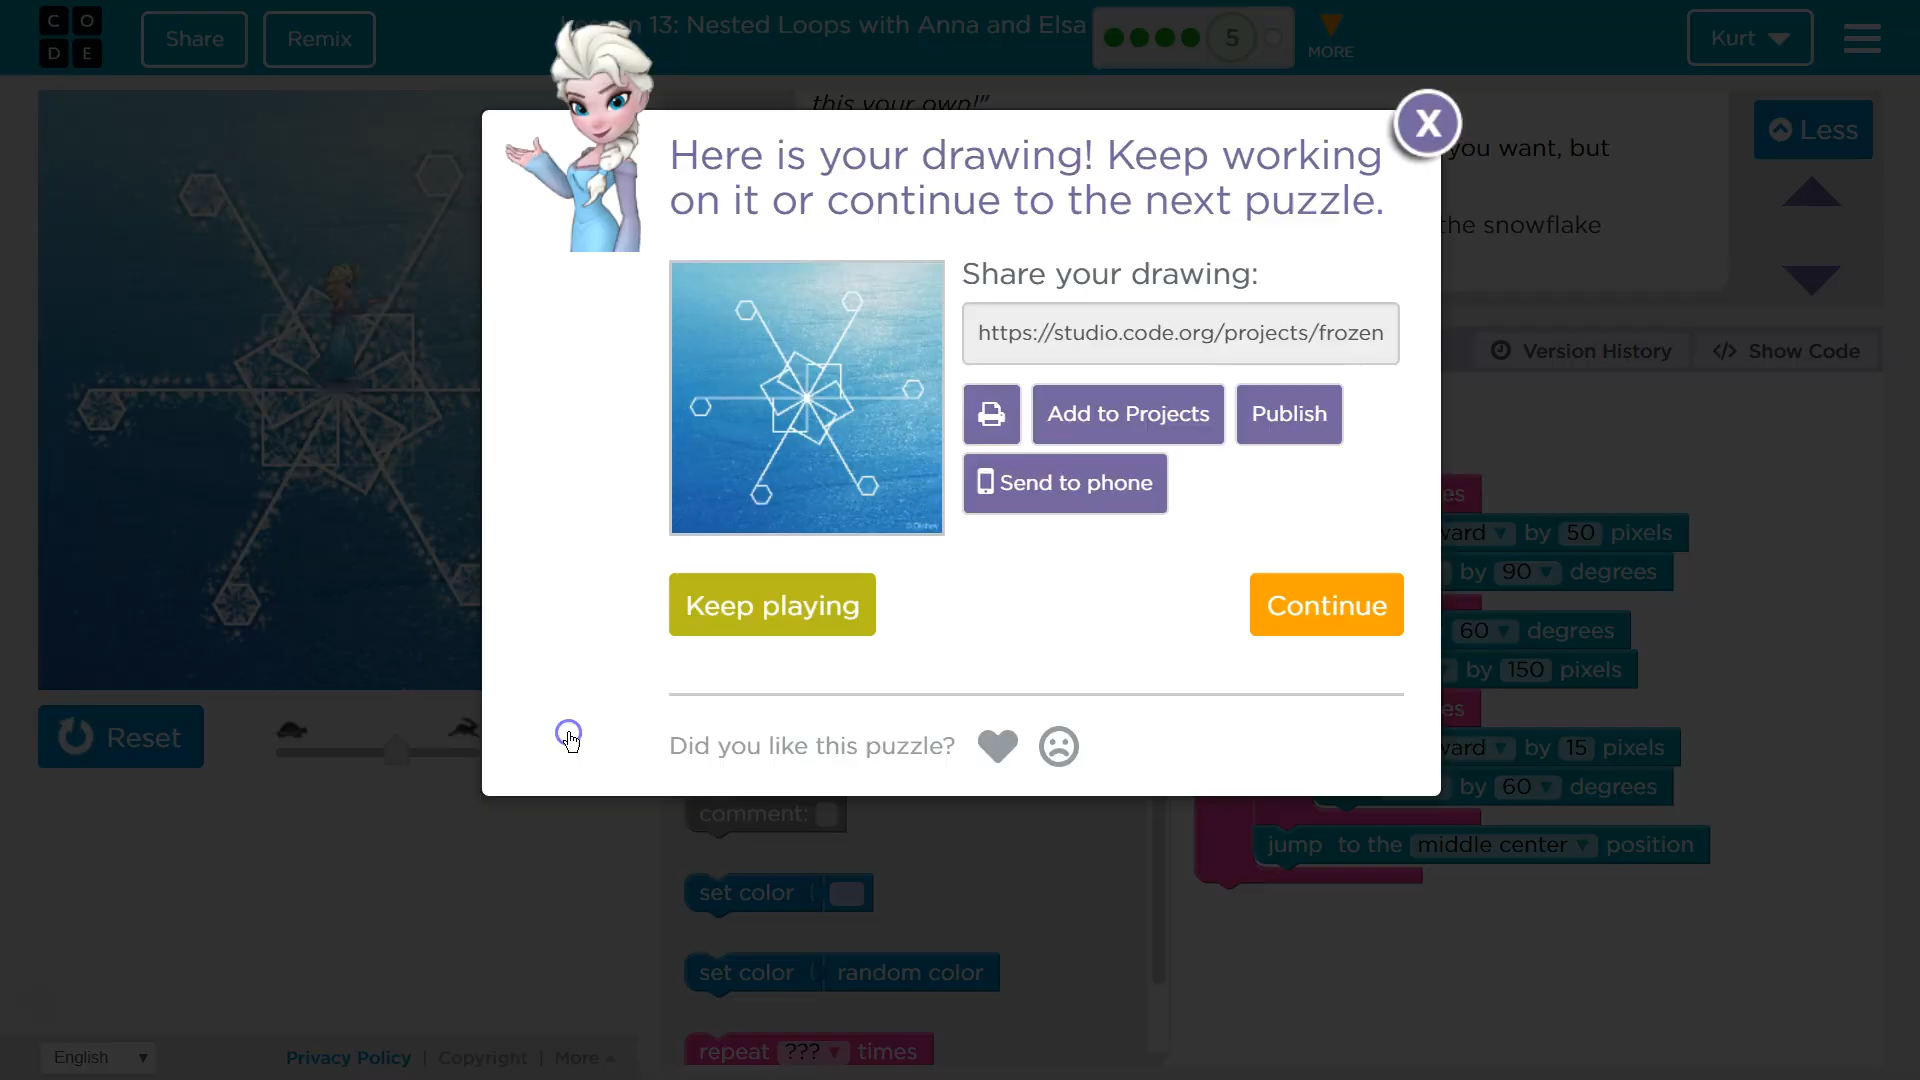 C O
D E
Share
Remix
n 13: Nested Loops with Anna and Elsa
5
MORE
Kurt
this your own!"
X
Here is your drawing! Keep working
on it or continue to the next puzzle.
Less
you want, but
the snowflake
Share your drawing:
https://studio.code.org/projects/frozen
Version History
</> Show Code
Add to Projects
Publish
Send to phone
es
ward by 50 pixels
by 90 degrees
Keep playing
Continue
60 degrees
by 150 pixels
es
Reset
Did you like this puzzle?
ward by 15 pixels
by 60 degrees
comment:
jump to the middle center position
set color
set color random color
repeat ??? times
English
Privacy Policy | Copyright | More